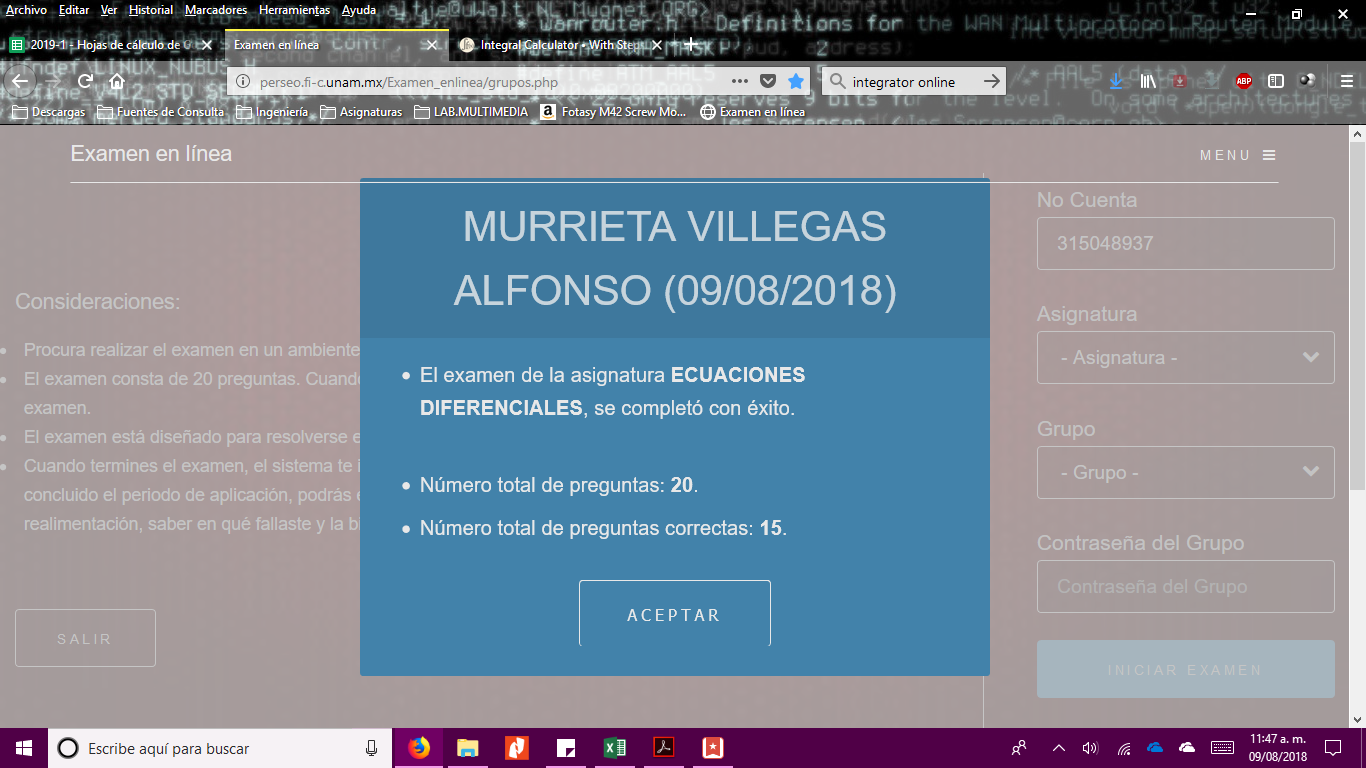 Archivo Editar Ver Historial Marcadores Herramientas Ayuda
2019-1 - Hojas de cálculo de G
Examen en línea
Integral Calculator • With Step
perseo.fi-c.unam.mx/Examen_enlinea/grupos.php
integrator online
ABP
Descargas Fuentes de Consulta Ingeniería Asignaturas LAB.MULTIMEDIA Fotasy M42 Screw Mo... Examen en línea
Examen en línea
MENU
MURRIETA VILLEGAS
ALFONSO (09/08/2018)
Consideraciones:
Procura realizar el examen en un ambiente
El examen consta de 20 preguntas.
examen.
El examen está diseñado para resolverse
Cuando termines el examen, el sistema te
concluido el periodo de aplicación, podrás
realimentación, saber en qué fallaste y la
SALIR
• El examen de la asignatura ECUACIONES
DIFERENCIALES, se completó con éxito.
• Número total de preguntas: 20.
• Número total de preguntas correctas: 15.
ACEPTAR
No Cuenta
315048937
Asignatura
- Asignatura -
Grupo
- Grupo -
Contraseña del Grupo
Contraseña del Grupo
INICIAR EXAMEN
Escribe aquí para buscar
11:47 a. m.
09/08/2018